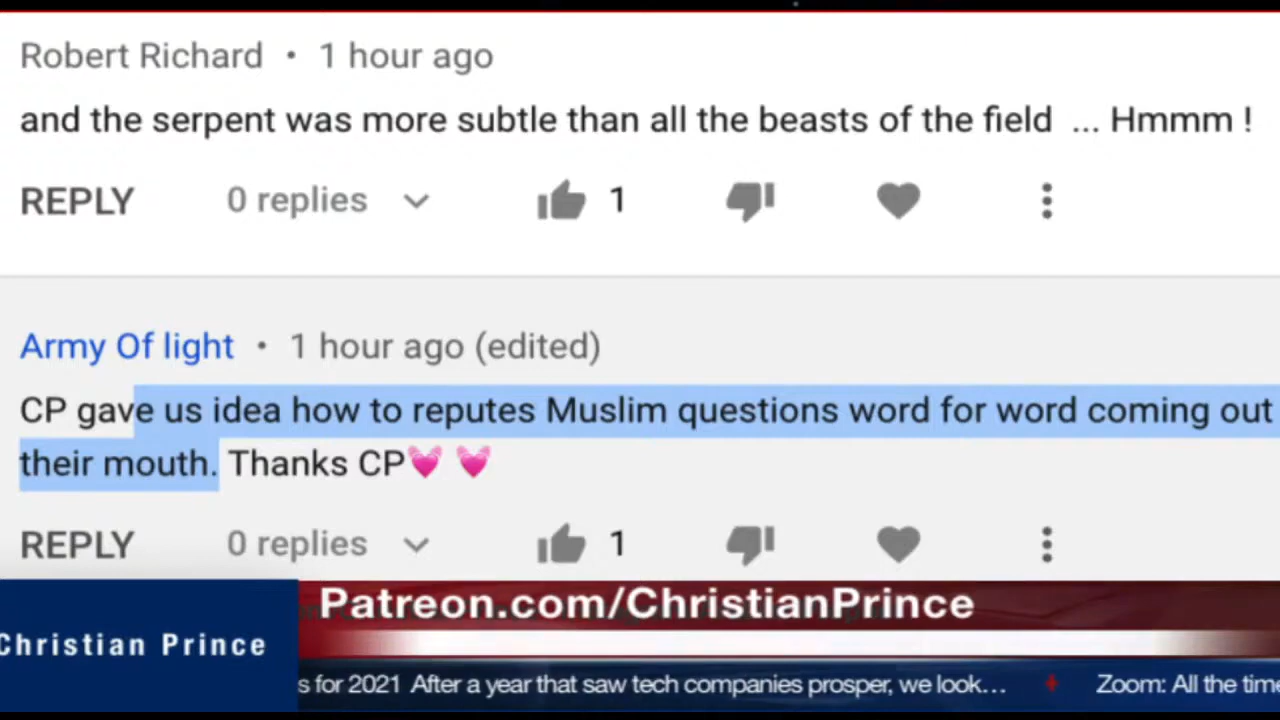 Robert Richard • 1 hour ago
and the serpent was more subtle than all the beasts of the field ... Hmmm !
REPLY 0 replies 1
Army Of light • 1 hour ago (edited)
CP gave us idea how to reputes Muslim questions word for word coming out
their mouth. Thanks CP💓 💓
REPLY 0 replies 1
Patreon.com/ChristianPrince
Christian Prince
s for 2021 After a year that saw tech companies prosper, we look... Zoom: All the time